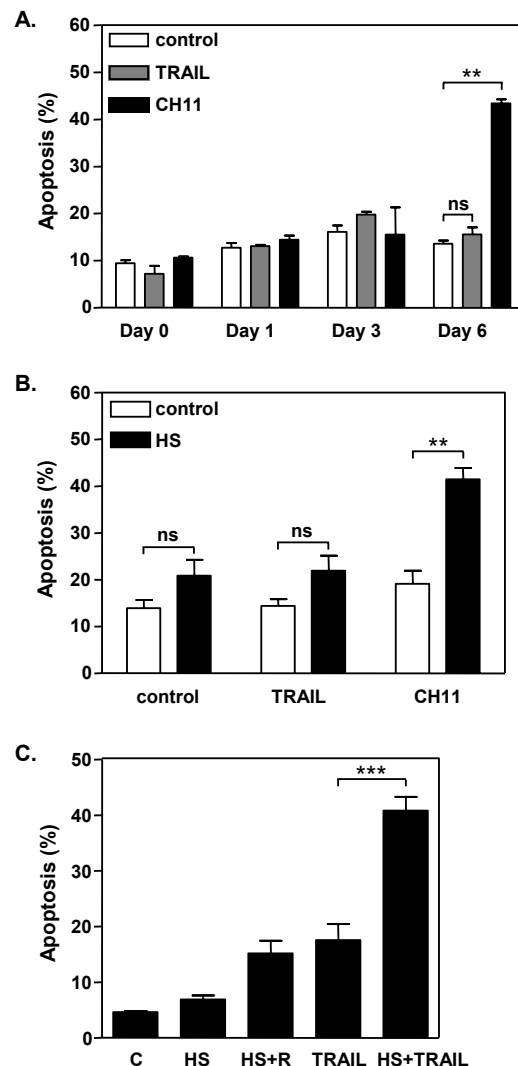 A.
60
50
40
30
20
10
0
Apoptosis (%)
control
TRAIL
CH11
**
ns
Day 0 Day 1 Day 3 Day 6
B.
60
50
40
30
20
10
0
Apoptosis (%)
control
HS
ns
ns
**
control TRAIL CH11
C.
50
40
30
20
10
0
Apoptosis (%)
***
C HS HS+R TRAIL HS+TRAIL